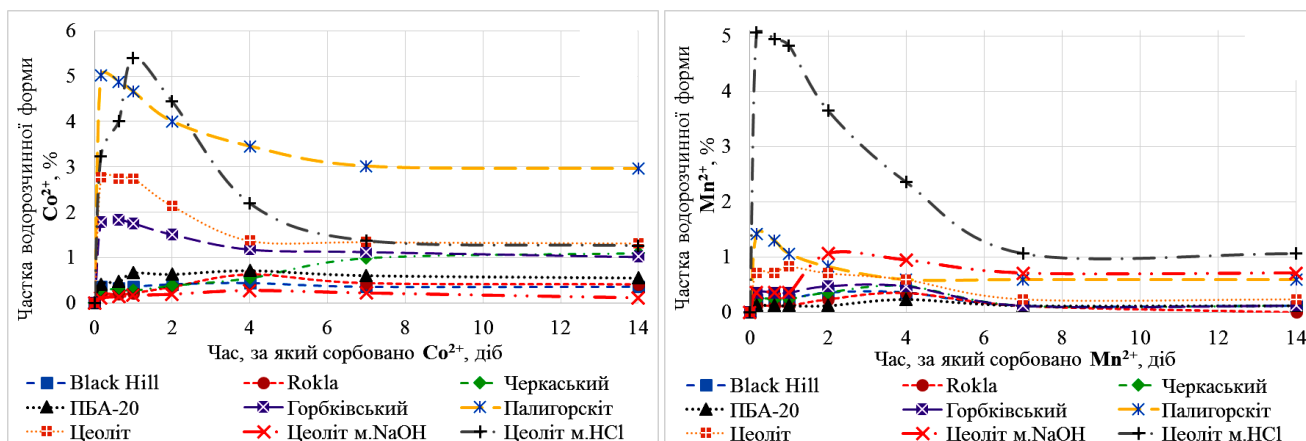 Частка водорозчинної форми
Co²⁺, %
6
5
4
3
2
1
0
0 2 4 6 8 10 12 14
Час, за який сорбовано Co²⁺, діб
Black Hill Rokla Черкаський
ПБА-20 Горбківський Палигорскіт
Цеоліт Цеоліт м.NaOH Цеоліт м.HCl
Частка водорозчинної форми
Mn²⁺, %
5
4
3
2
1
0
0 2 4 6 8 10 12 14
Час, за який сорбовано Mn²⁺, діб
Black Hill Rokla Черкаський
ПБА-20 Горбківський Палигорскіт
Цеоліт Цеоліт м.NaOH Цеоліт м.HCl